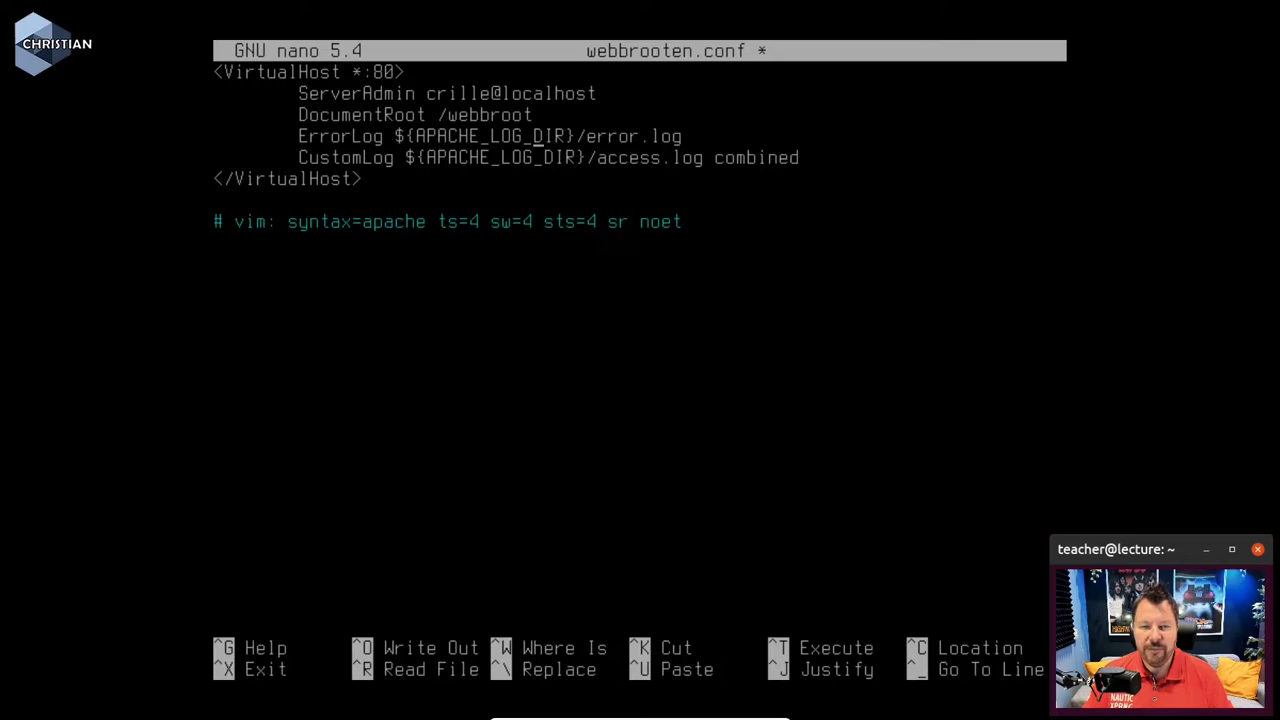 CHRISTIAN
GNU nano 5.4 webbrooten.conf *
<VirtualHost *:80>
ServerAdmin crille@localhost
DocumentRoot /webbroot
ErrorLog ${APACHE_LOG_DIR}/error.log
CustomLog ${APACHE_LOG_DIR}/access.log combined
</VirtualHost>
# vim: syntax=apache ts=4 sw=4 sts=4 sr noet
teacher@lecture: ~
^G Help ^O Write Out ^W Where Is ^K Cut ^T Execute ^C Location
^X Exit ^R Read File ^\ Replace ^U Paste ^J Justify ^_ Go To Line
NAUTIC
XPRNC